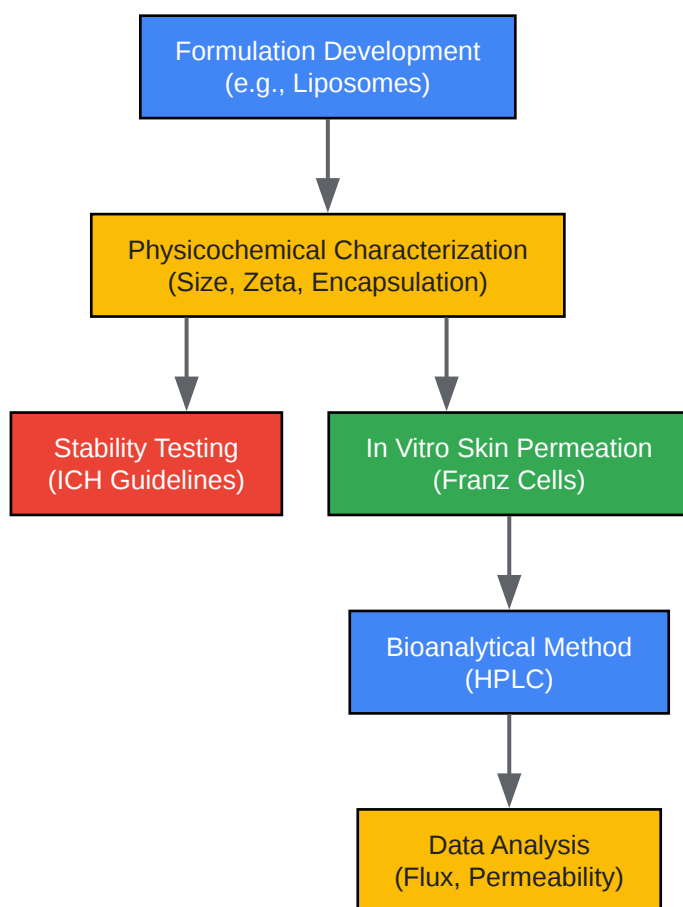 Formulation Development
(e.g., Liposomes)
Physicochemical Characterization
(Size, Zeta, Encapsulation)
Stability Testing
(ICH Guidelines)
In Vitro Skin Permeation
(Franz Cells)
Bioanalytical Method
(HPLC)
Data Analysis
(Flux, Permeability)